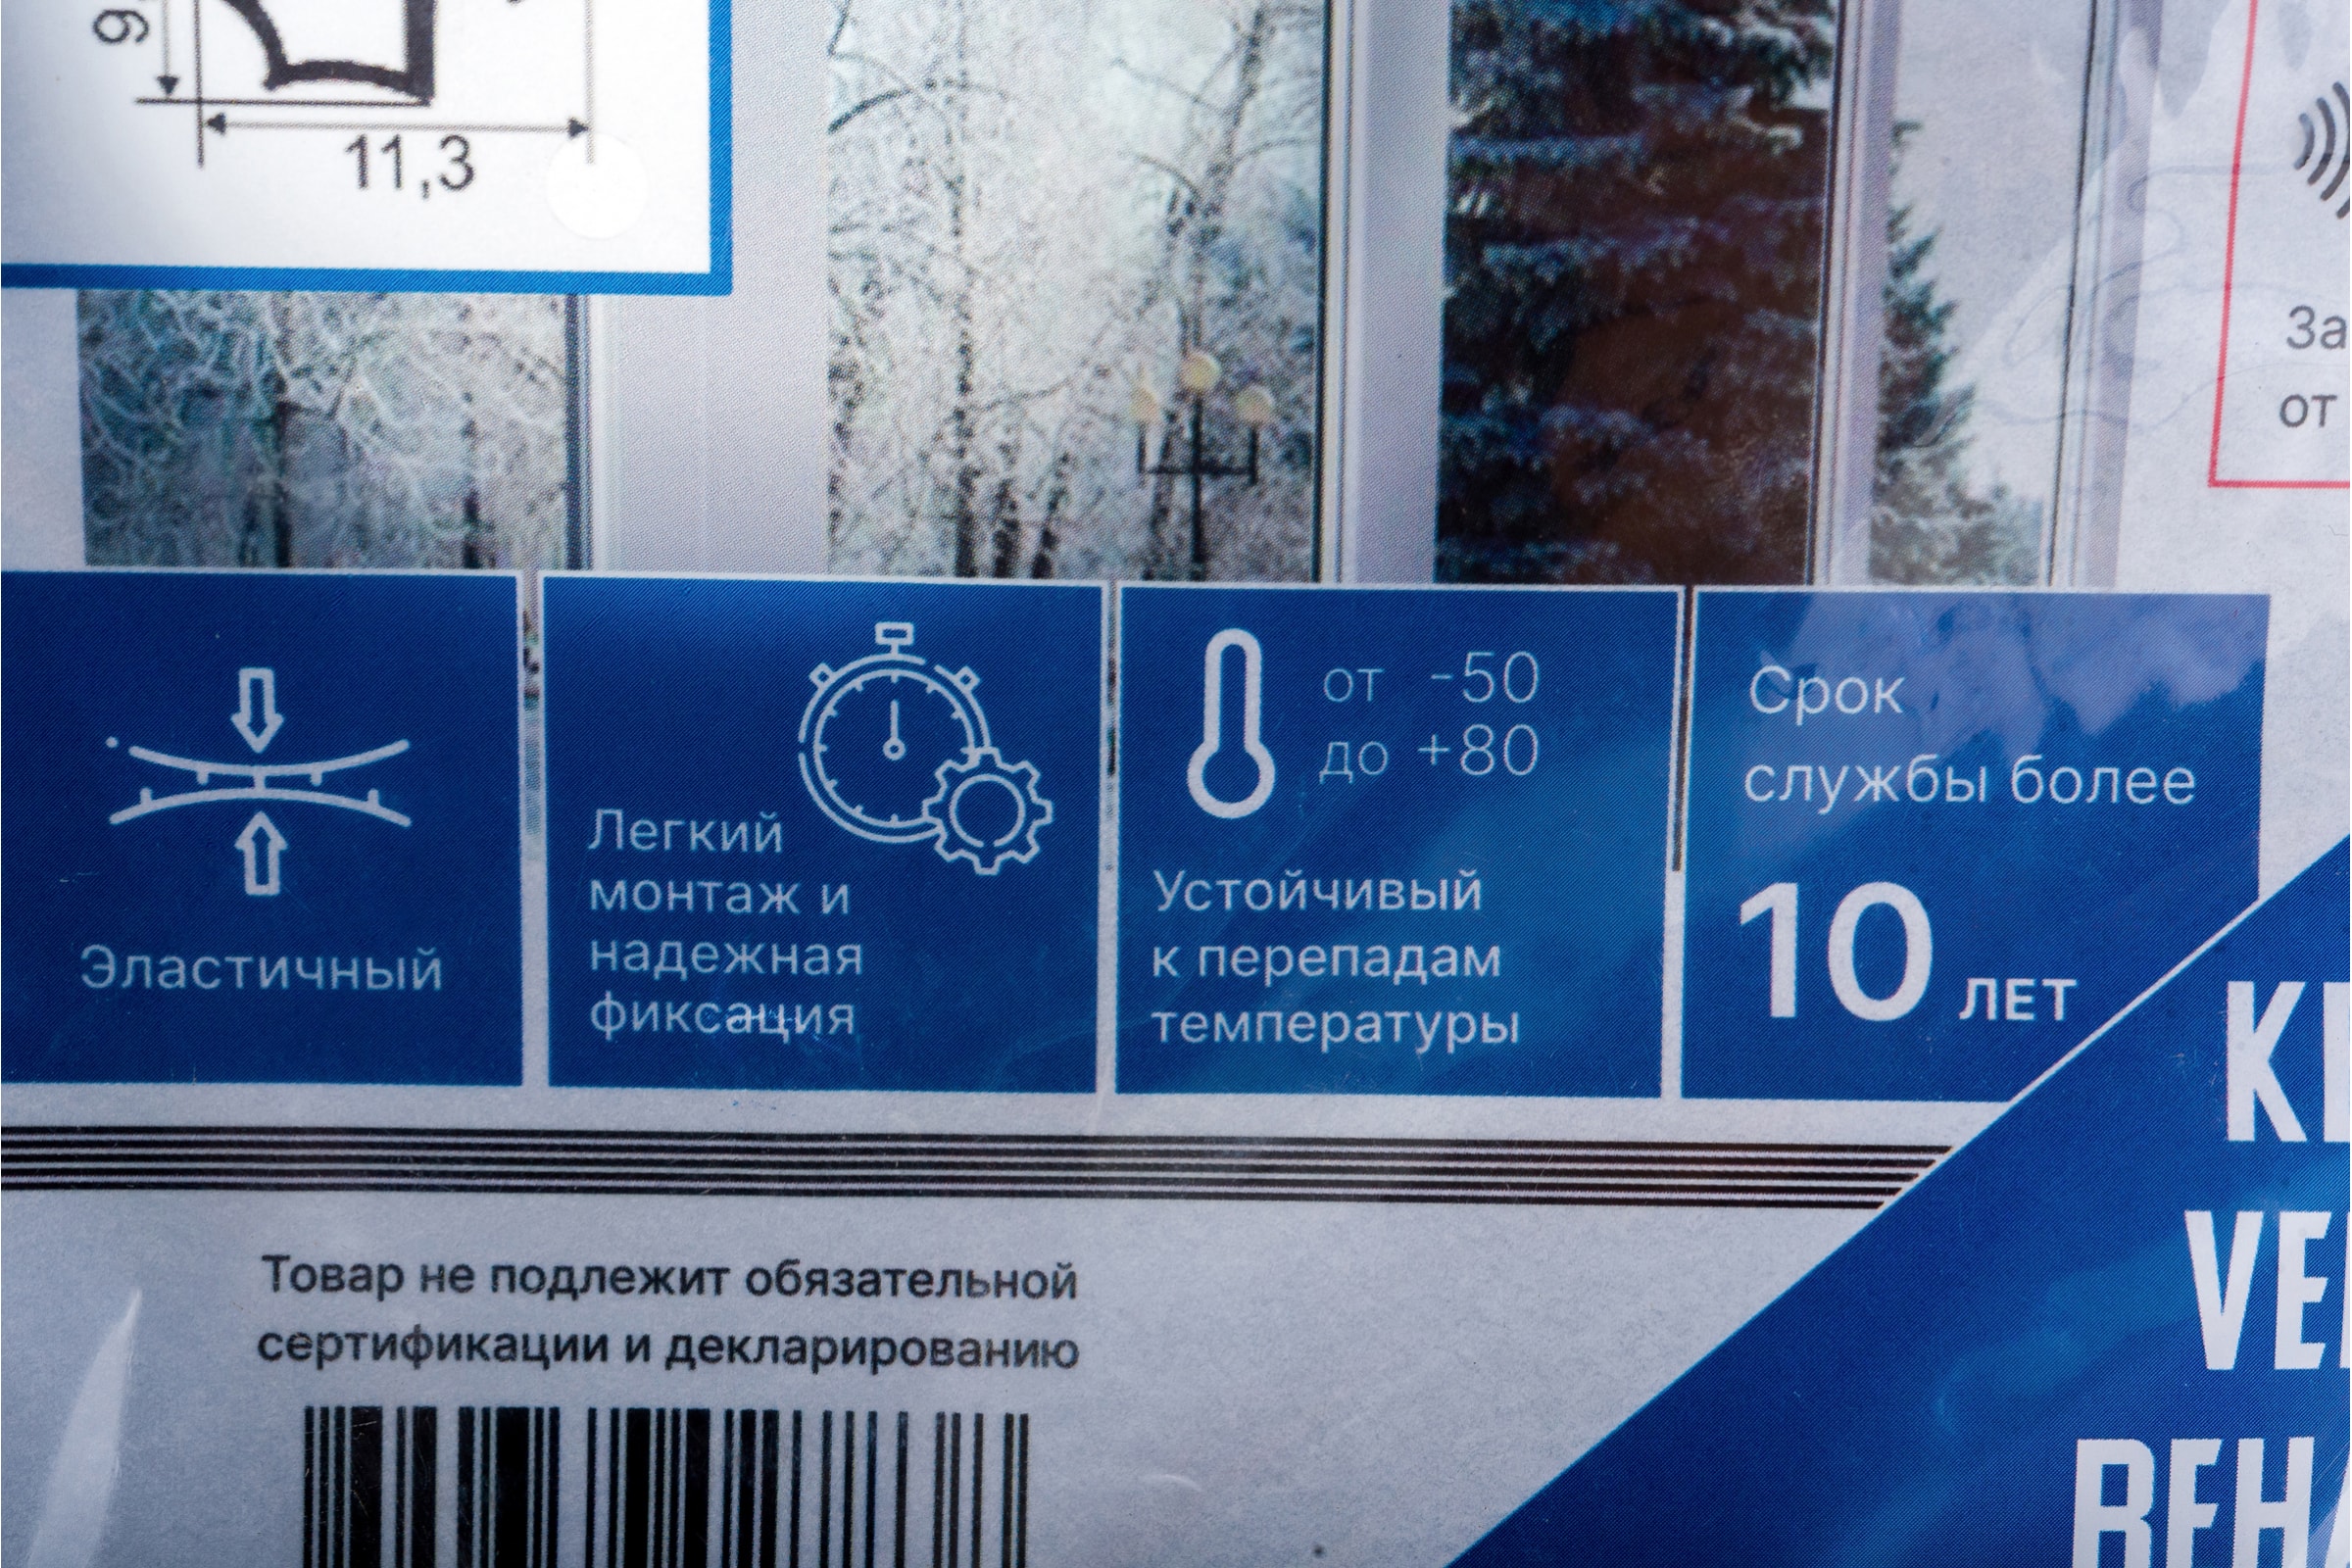 9
11,3
За
от
Эластичный
Легкий
монтаж и
надежная
фиксация
от -50
до +80
Устойчивый
к перепадам
температуры
Срок
службы более
10 ЛЕТ
Товар не подлежит обязательной
сертификации и декларированию